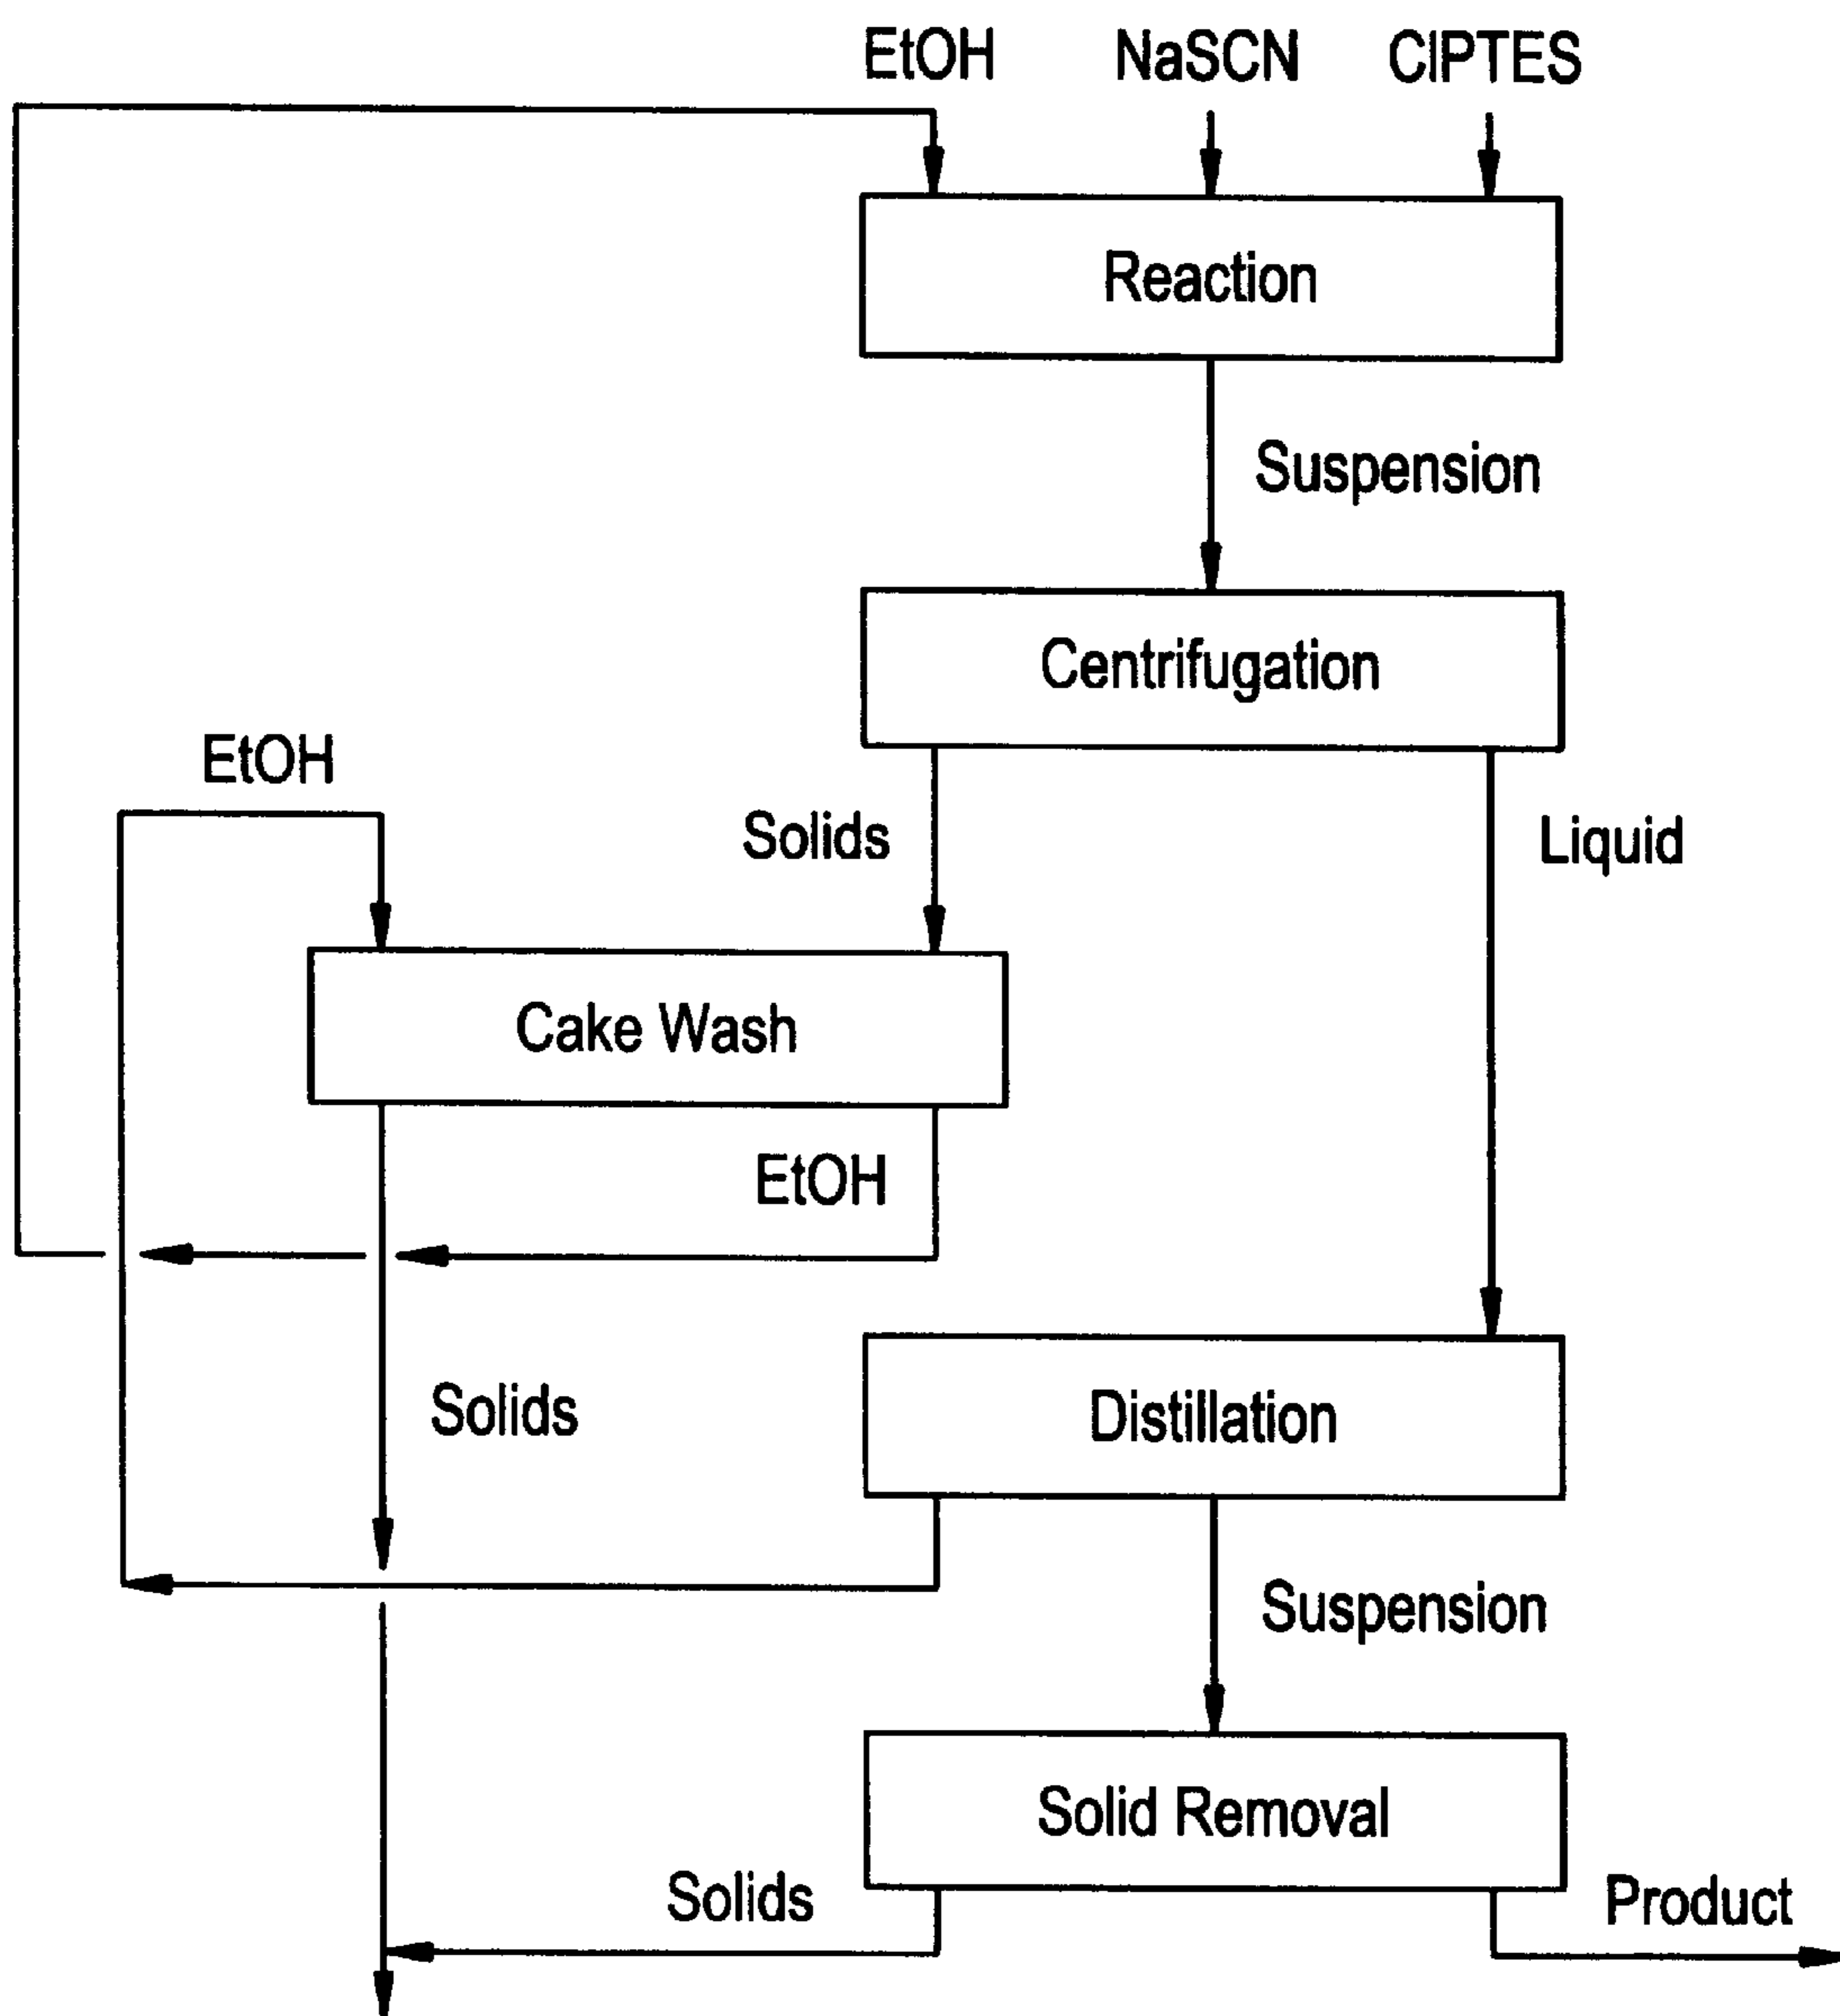 EtOH NaSCN ClPTES
Reaction
Suspension
Centrifugation
EtOH
Solids
Liquid
Cake Wash
EtOH
Solids
Distillation
Suspension
Solid Removal
Solids
Product